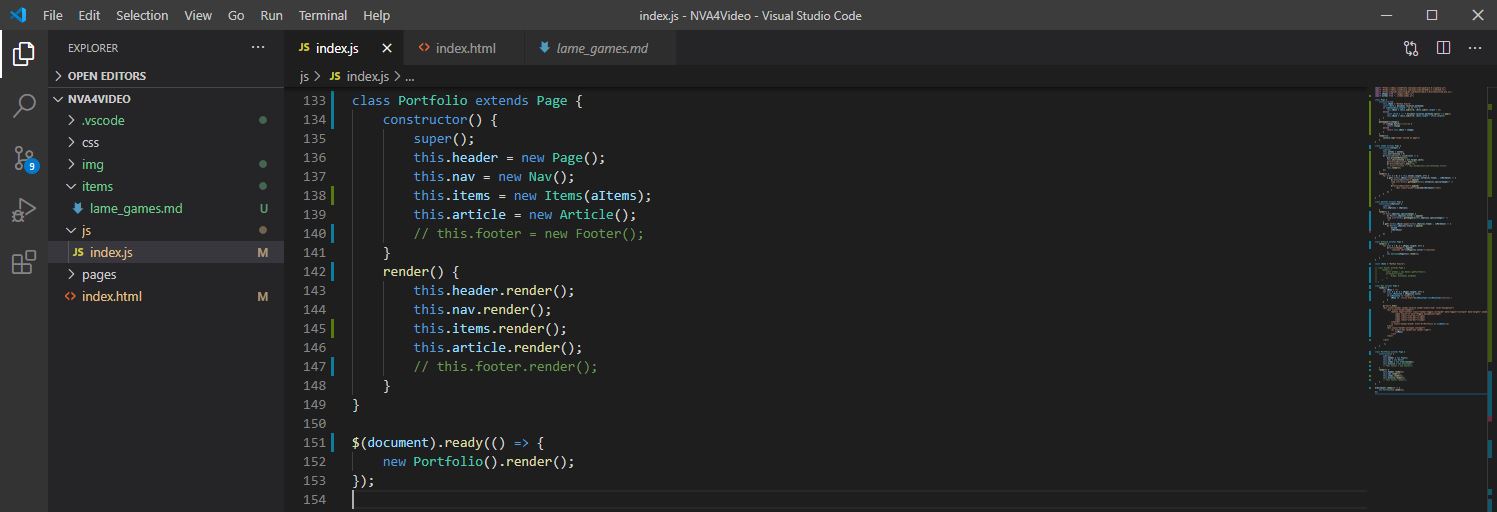 File Edit Selection View Go Run Terminal Help index.js - NVA4Video - Visual Studio Code
EXPLORER ···
OPEN EDITORS
NVA4VIDEO
.vscode
css
img
items
lame_games.md U
js
JS index.js M
pages
<> index.html M
9
JS index.js × <> index.html lame_games.md
js > JS index.js > ...
133 class Portfolio extends Page {
134 constructor() {
135 super();
136 this.header = new Page();
137 this.nav = new Nav();
138 this.items = new Items(aItems);
139 this.article = new Article();
140 // this.footer = new Footer();
141 }
142 render() {
143 this.header.render();
144 this.nav.render();
145 this.items.render();
146 this.article.render();
147 // this.footer.render();
148 }
149 }
150
151 $(document).ready(() => {
152 new Portfolio().render();
153 });
154